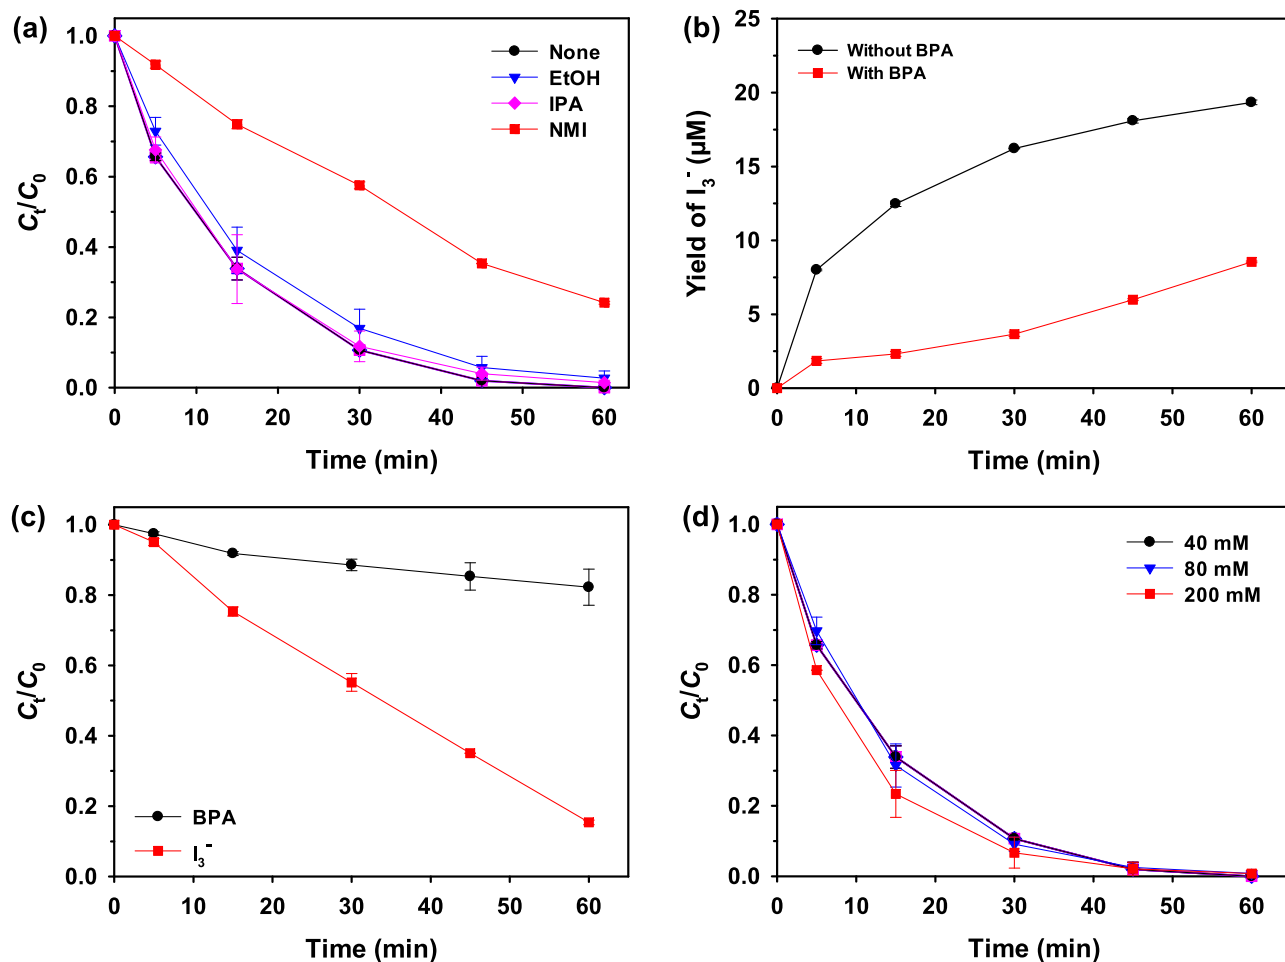 (a)
1.0
0.8
0.6
0.4
0.2
0.0
Ct/C0
None
EtOH
IPA
NMI
0 10 20 30 40 50 60
Time (min)
(b)
25
20
15
10
5
0
Yield of I3- (µM)
Without BPA
With BPA
0 10 20 30 40 50 60
Time (min)
(c)
1.0
0.8
0.6
0.4
0.2
0.0
Ct/C0
BPA
I3-
0 10 20 30 40 50 60
Time (min)
(d)
1.0
0.8
0.6
0.4
0.2
0.0
Ct/C0
40 mM
80 mM
200 mM
0 10 20 30 40 50 60
Time (min)